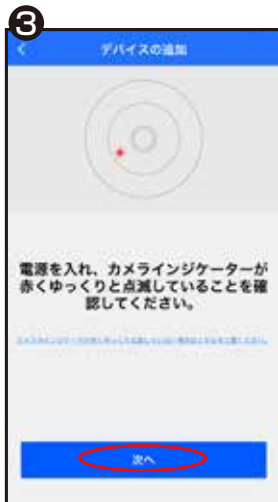 3
デバイスの追加
電源を入れ、カメラインジケーターが
赤くゆっくりと点滅していることを確
認してください。
次へ